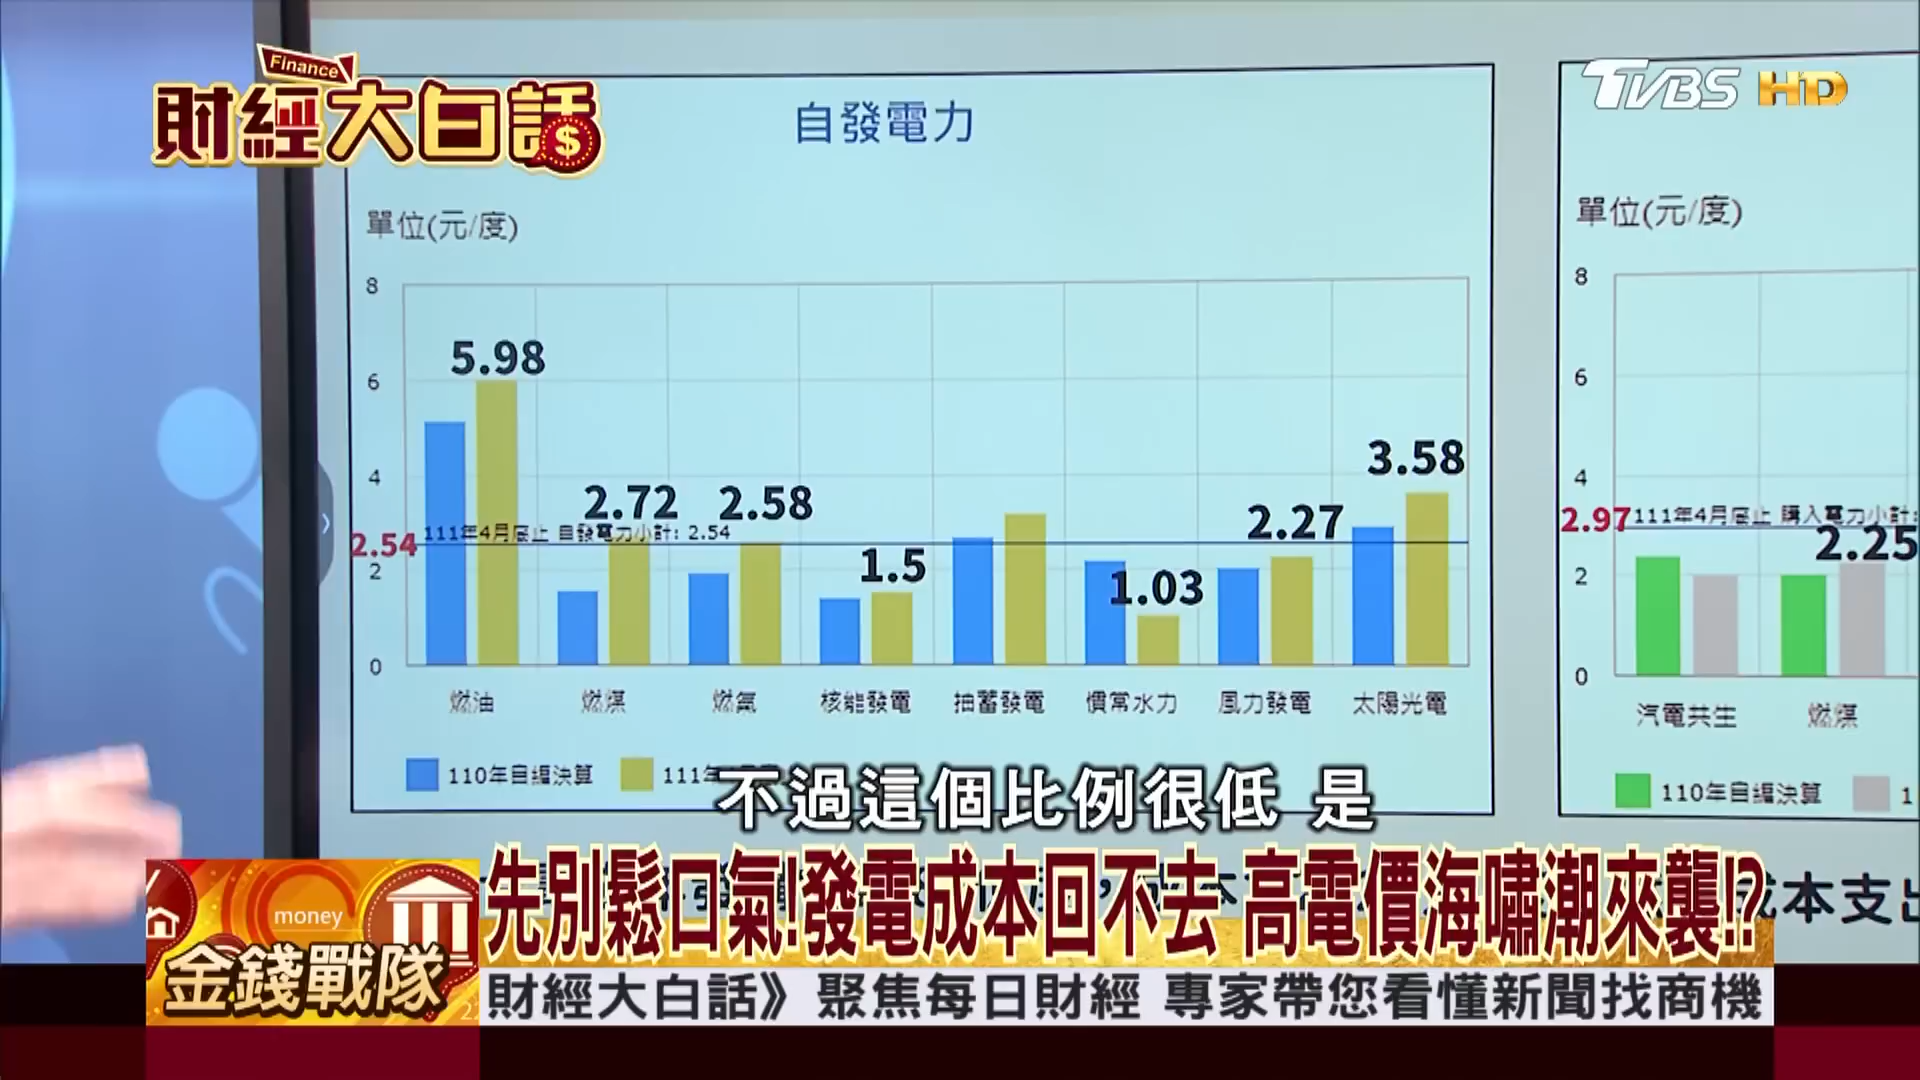 Finance
財經大白話
TVBS HD
自發電力
單位(元/度)
8
6
4
2
0
5.98
2.72
2.58
1.5
1.03
2.27
3.58
2.54
111年4月底止 自發電力小計: 2.54
燃油
燃煤
燃氣
核能發電
抽蓄發電
慣常水力
風力發電
太陽光電
110年自編決算
111年
單位(元/度)
8
6
4
2
0
2.97
111年4月底止 購入電力小計:
2.25
汽電共生
燃煤
110年自編決算
1
不過這個比例很低 是
先別鬆口氣!發電成本回不去 高電價海嘯潮來襲!?
成本支出
money
金錢戰隊
財經大白話》聚焦每日財經 專家帶您看懂新聞找商機